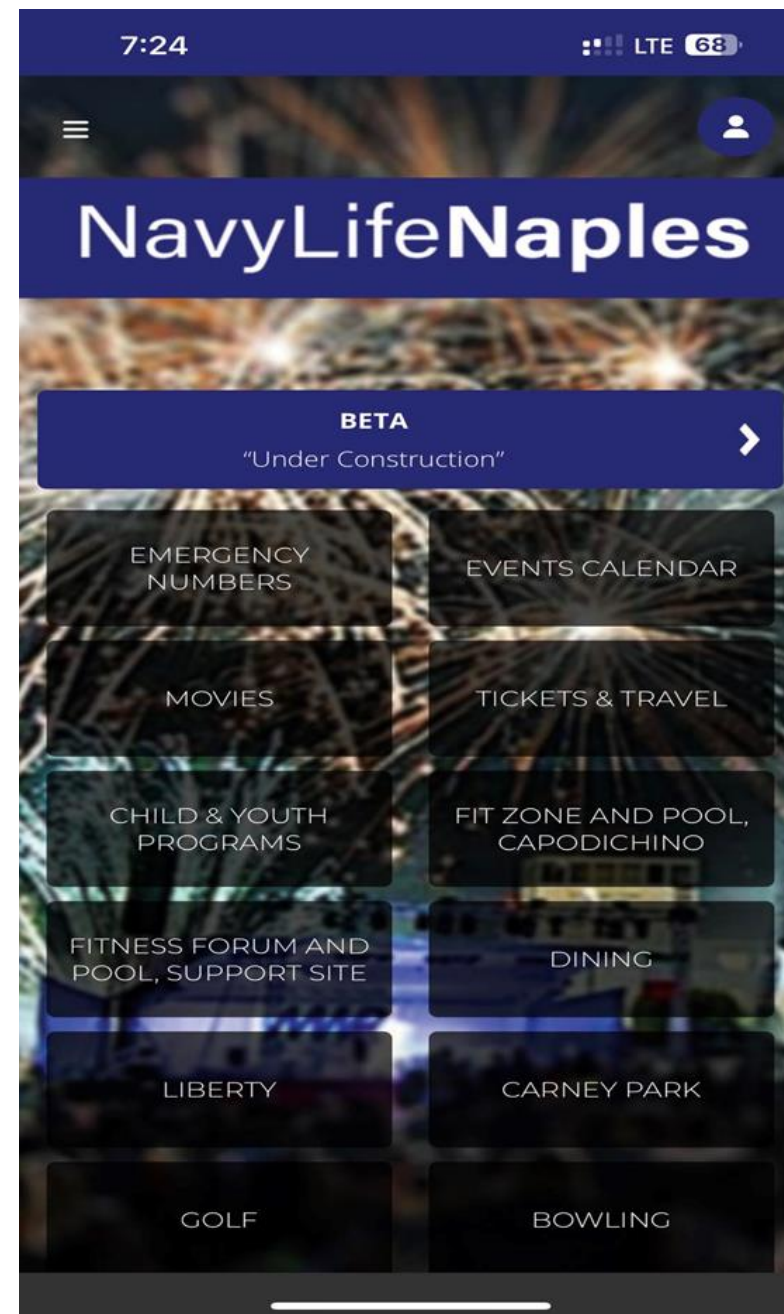 7:24 LTE 68
NavyLifeNaples
BETA
“Under Construction”
EMERGENCY
NUMBERS
EVENTS CALENDAR
MOVIES
TICKETS & TRAVEL
CHILD & YOUTH
PROGRAMS
FIT ZONE AND POOL,
CAPODICHINO
FITNESS FORUM AND
POOL, SUPPORT SITE
DINING
LIBERTY
CARNEY PARK
GOLF
BOWLING